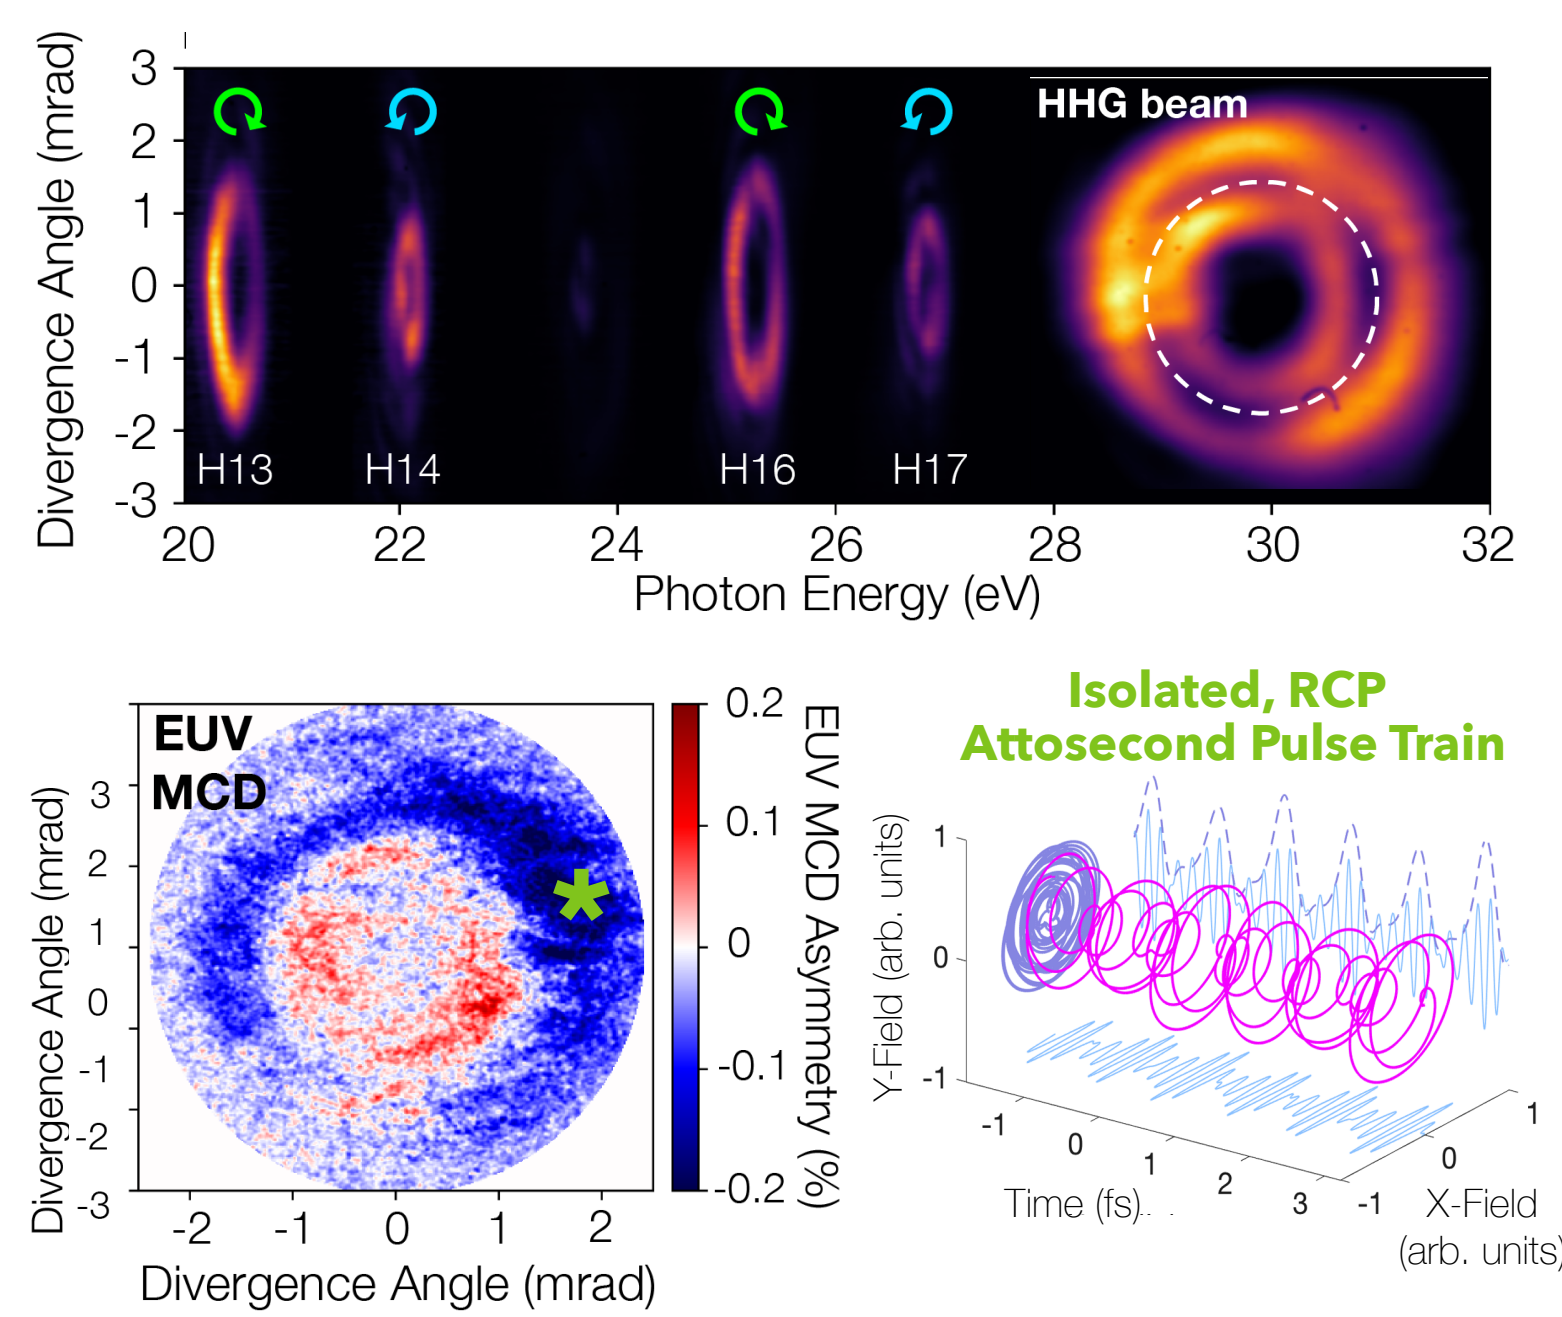 3
2
1
0
-1
-2
-3
Divergence Angle (mrad)
HHG beam
H13
H14
H16
H17
20
22
24
26
28
30
32
Photon Energy (eV)
EUV
MCD
3
2
1
0
-1
-2
-3
Divergence Angle (mrad)
-2
-1
0
1
2
Divergence Angle (mrad)
0.2
0.1
0
-0.1
-0.2
EUV MCD Asymmetry (%)
Isolated, RCP
Attosecond Pulse Train
1
0
-1
Y-Field (arb. units)
-1
0
1
2
3
Time (fs)
-1
0
1
X-Field
(arb. units)